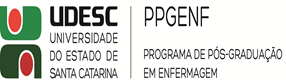 UDESC
UNIVERSIDADE
DO ESTADO DE
SANTA CATARINA
PPGENF
PROGRAMA DE PÓS-GRADUAÇÃO
EM ENFERMAGEM